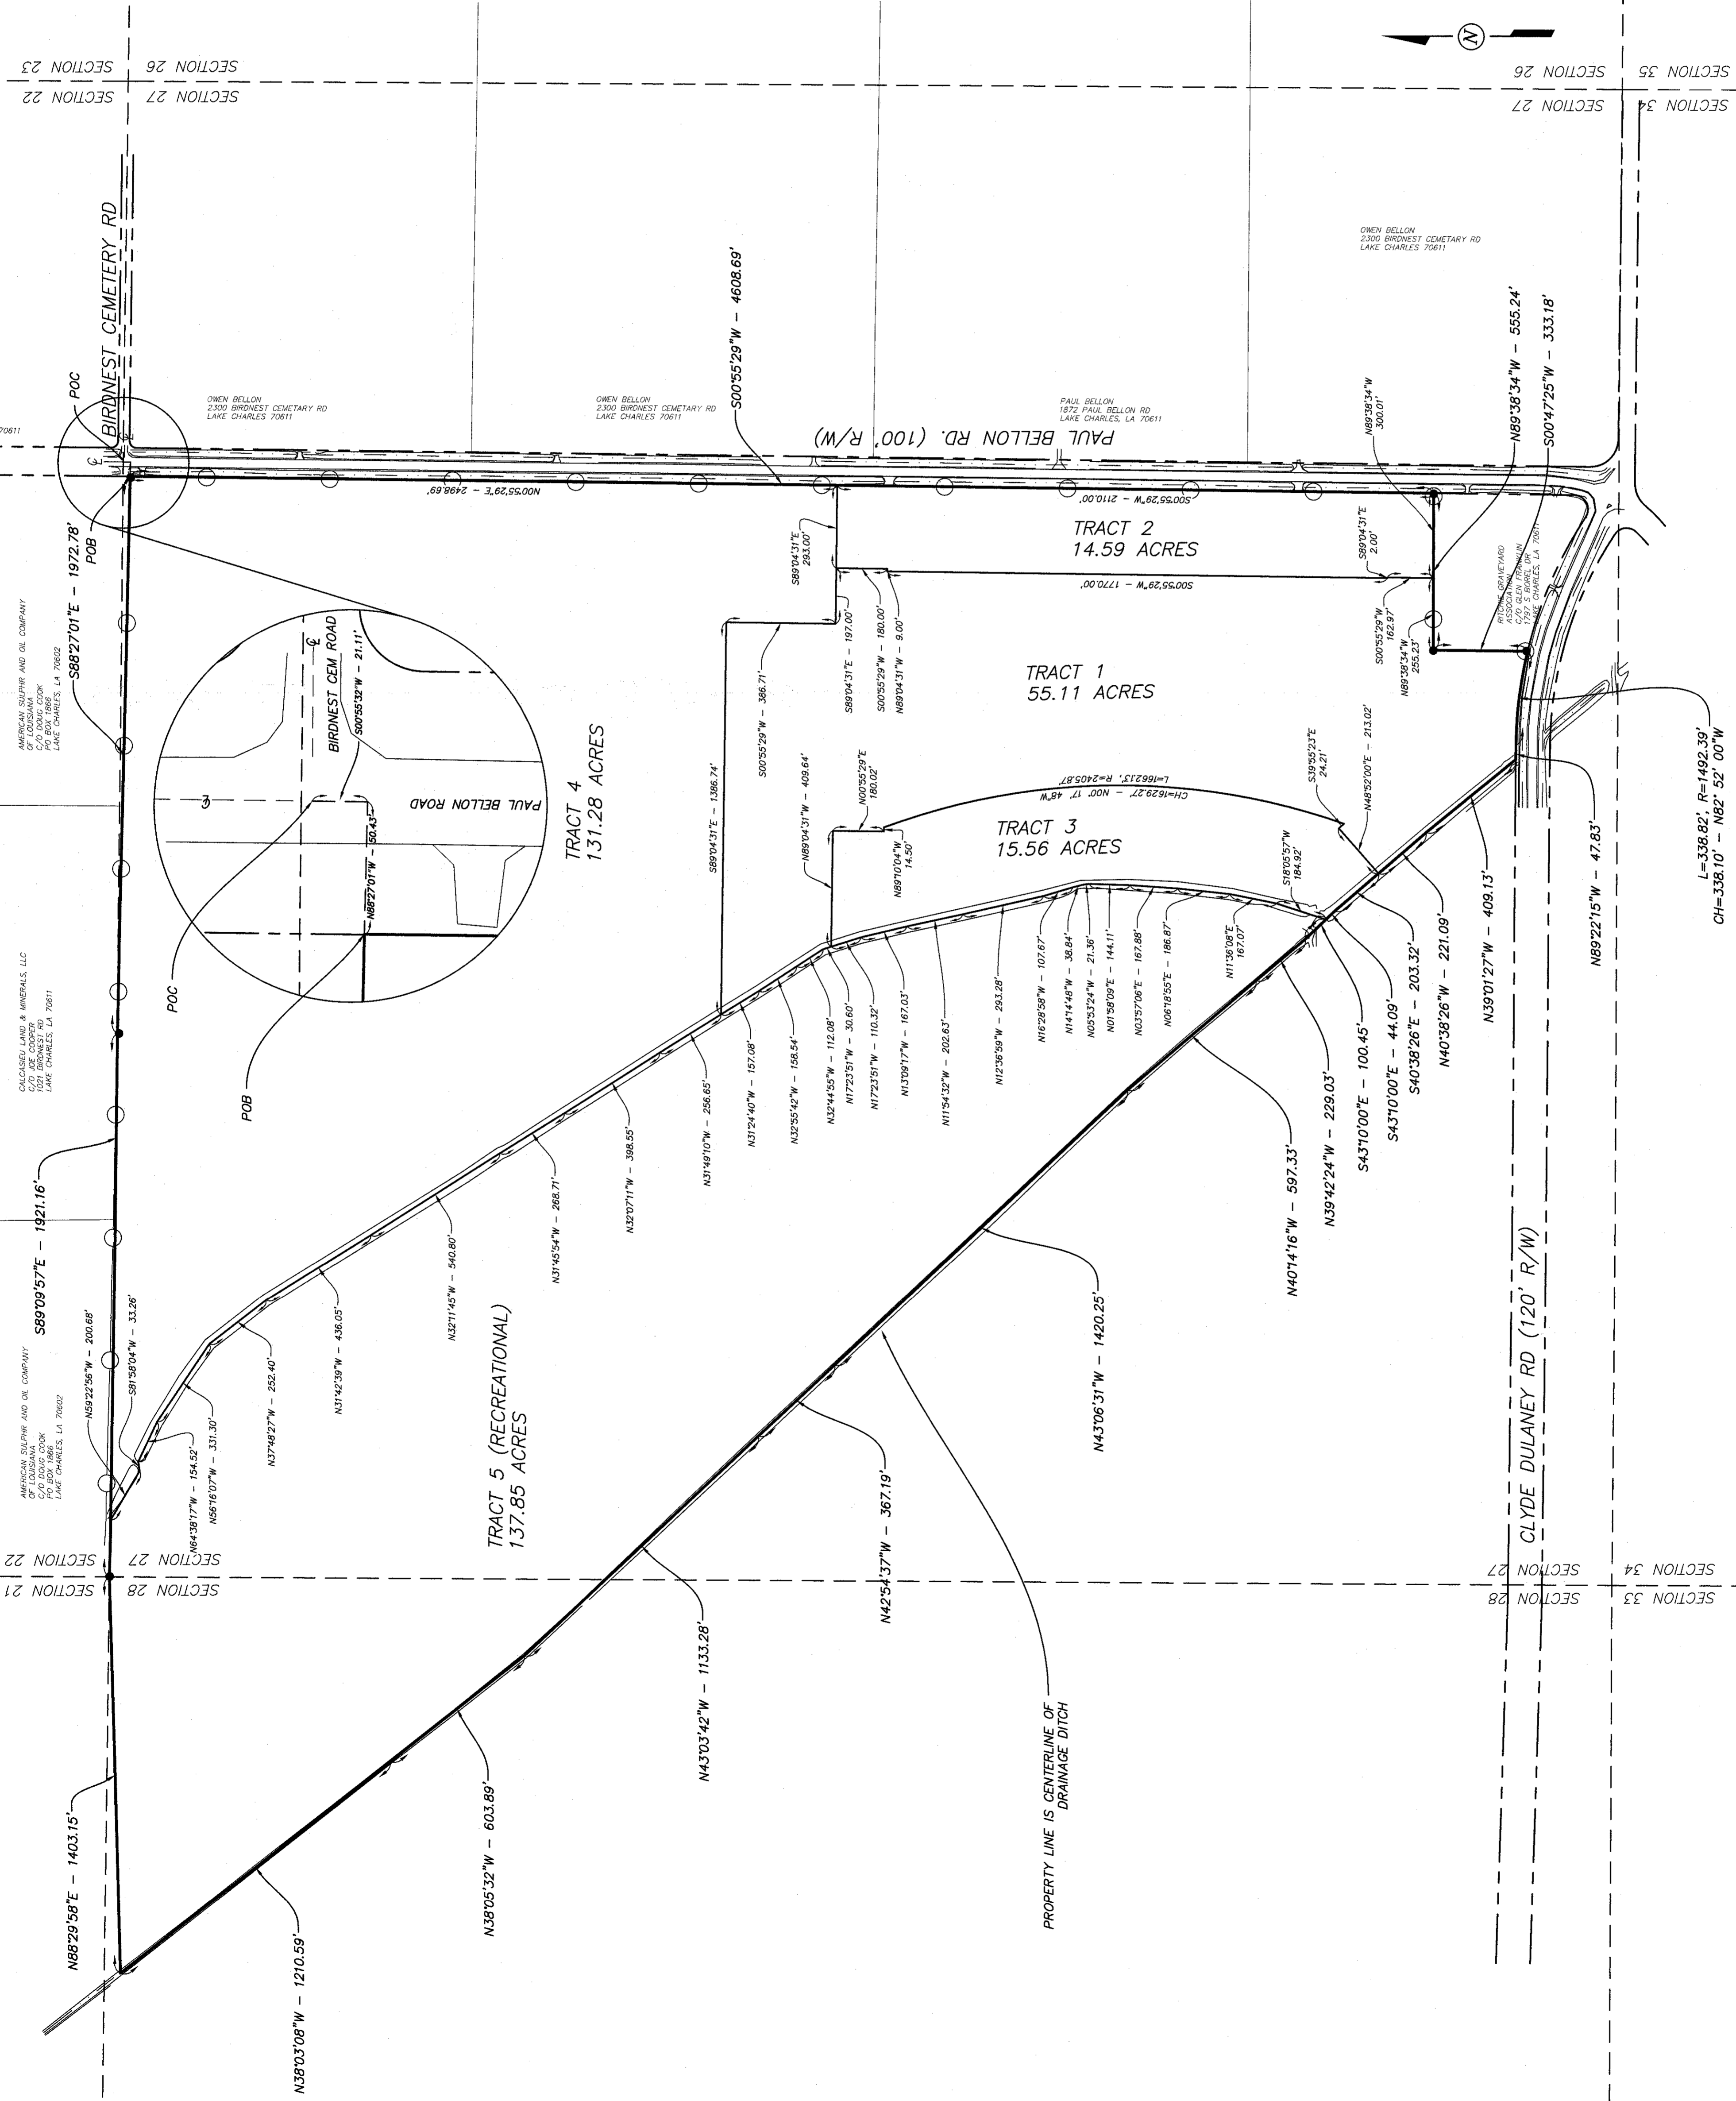 SECTION 23
SECTION 26
SECTION 22
SECTION 27
SECTION 26
SECTION 35
SECTION 27
SECTION 34
N
BIRDNEST CEMETERY RD
POC
POB
70611
℄
OWEN BELLON
2300 BIRDNEST CEMETARY RD
LAKE CHARLES 70611
OWEN BELLON
2300 BIRDNEST CEMETARY RD
LAKE CHARLES 70611
PAUL BELLON
1872 PAUL BELLON RD
LAKE CHARLES, LA 70611
OWEN BELLON
2300 BIRDNEST CEMETARY RD
LAKE CHARLES 70611
PAUL BELLON RD. (100' R/W)
S00°55'29"W - 4608.69'
N00°55'29"E - 2498.69'
S00°55'29"W - 2110.00'
N89°38'34"W
300.01'
N89°38'34"W - 555.24'
S00°47'25"W - 333.18'
TRACT 2
14.59 ACRES
S89°04'31"E
293.00'
S00°55'29"W - 1770.00'
S89°04'31"E
2.00'
S00°55'29"W
162.97'
N89°38'34"W
255.23'
RITCHIE GRAVEYARD
ASSOCIATION
C/O GLEN FRANKLIN
1797 S BOREL DR
LAKE CHARLES, LA 70611
S88°27'01"E - 1972.78'
AMERICAN SULPHR AND OIL COMPANY
OF LOUISIANA
C/O DOUG COOK
PO BOX 1866
LAKE CHARLES, LA 70602
BIRDNEST CEM ROAD
℄
S00°55'32"W - 21.11'
℄
PAUL BELLON ROAD
N88°27'01"W - 50.43'
POC
POB
TRACT 4
131.28 ACRES
S89°04'31"E - 1386.74'
S00°55'29"W - 386.71'
S89°04'31"E - 197.00'
S00°55'29"W - 180.00'
N89°04'31"W - 9.00'
TRACT 1
55.11 ACRES
N89°04'31"W - 409.64'
N00°55'29"E
180.02'
N89°10'04"W
14.50'
L=1662.13', R=2405.87'
CH=1629.27' - N00° 17' 48"W
TRACT 3
15.56 ACRES
S39°55'23"E
24.21'
N48°52'00"E - 213.02'
S18°05'57"W
184.92'
CALCASIEU LAND & MINERALS, LLC
C/O JOE COOPER
1021 BIRDNEST RD
LAKE CHARLES, LA 70611
S89°09'57"E - 1921.16'
AMERICAN SULPHR AND OIL COMPANY
OF LOUISIANA
C/O DOUG COOK
PO BOX 1866
LAKE CHARLES, LA 70602
N59°22'56"W - 200.68'
S81°58'04"W - 33.26'
N64°38'17"W - 154.52'
N56°16'07"W - 331.30'
N37°48'27"W - 252.40'
N31°42'39"W - 436.05'
N32°11'45"W - 540.80'
N31°45'54"W - 268.71'
N32°07'11"W - 398.55'
N31°49'10"W - 256.65'
N31°24'40"W - 157.08'
N32°55'42"W - 158.54'
N32°44'55"W - 112.08'
N17°23'51"W - 30.60'
N17°23'51"W - 110.32'
N13°09'17"W - 167.03'
N11°54'32"W - 202.63'
N12°36'59"W - 293.28'
N16°28'58"W - 107.67'
N14°14'48"W - 38.84'
N05°53'24"W - 21.36'
N01°58'09"E - 144.11'
N03°57'06"E - 167.88'
N06°18'55"E - 186.87'
N11°36'08"E
167.07'
TRACT 5 (RECREATIONAL)
137.85 ACRES
L=338.82', R=1492.39'
CH=338.10' - N82° 52' 00"W
N89°22'15"W - 47.83'
N39°01'27"W - 409.13'
N40°38'26"W - 221.09'
S40°38'26"E - 203.32'
S43°10'00"E - 44.09'
S43°10'00"E - 100.45'
N39°42'24"W - 229.03'
N40°14'16"W - 597.33'
N43°06'31"W - 1420.25'
N42°54'37"W - 367.19'
N43°03'42"W - 1133.28'
N38°05'32"W - 603.89'
N38°03'08"W - 1210.59'
N88°29'58"E - 1403.15'
PROPERTY LINE IS CENTERLINE OF
DRAINAGE DITCH
CLYDE DULANEY RD (120' R/W)
SECTION 22
SECTION 27
SECTION 21
SECTION 28
SECTION 27
SECTION 34
SECTION 28
SECTION 33